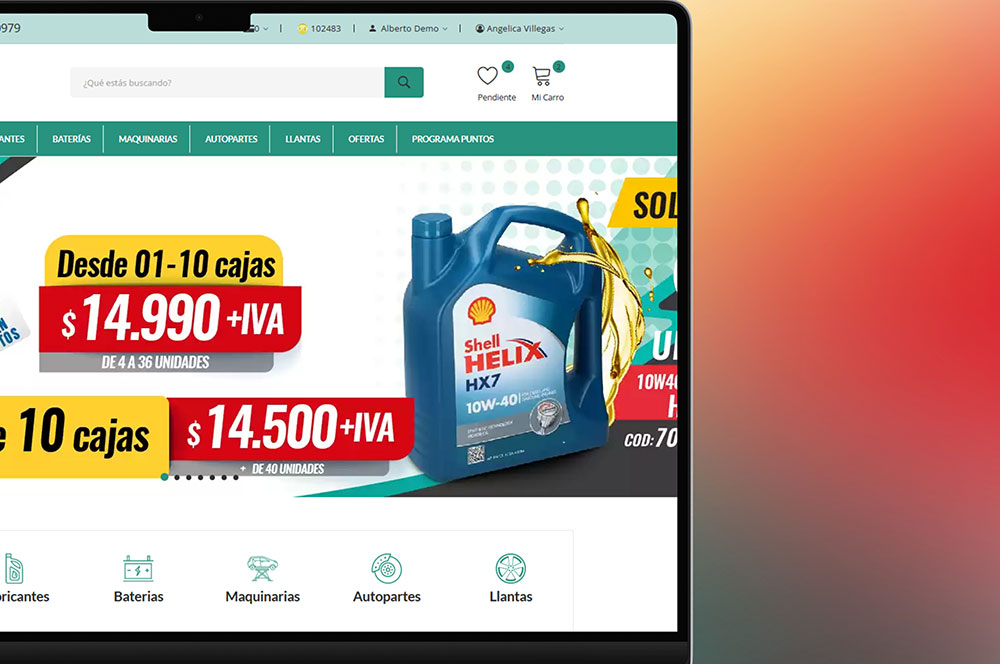 0979
0
102483
Alberto Demo
Angelica Villegas
¿Qué estás buscando?
4
2
Pendiente
Mi Carro
ANTES
BATERÍAS
MAQUINARIAS
AUTOPARTES
LLANTAS
OFERTAS
PROGRAMA PUNTOS
SOL
Desde 01-10 cajas
$14.990 +IVA
DE 4 A 36 UNIDADES
Shell
HELIX
HX7
10W-40
10W40
COD: 70
e 10 cajas
$14.500 +IVA
+ DE 40 UNIDADES
ricantes
Baterias
Maquinarias
Autopartes
Llantas